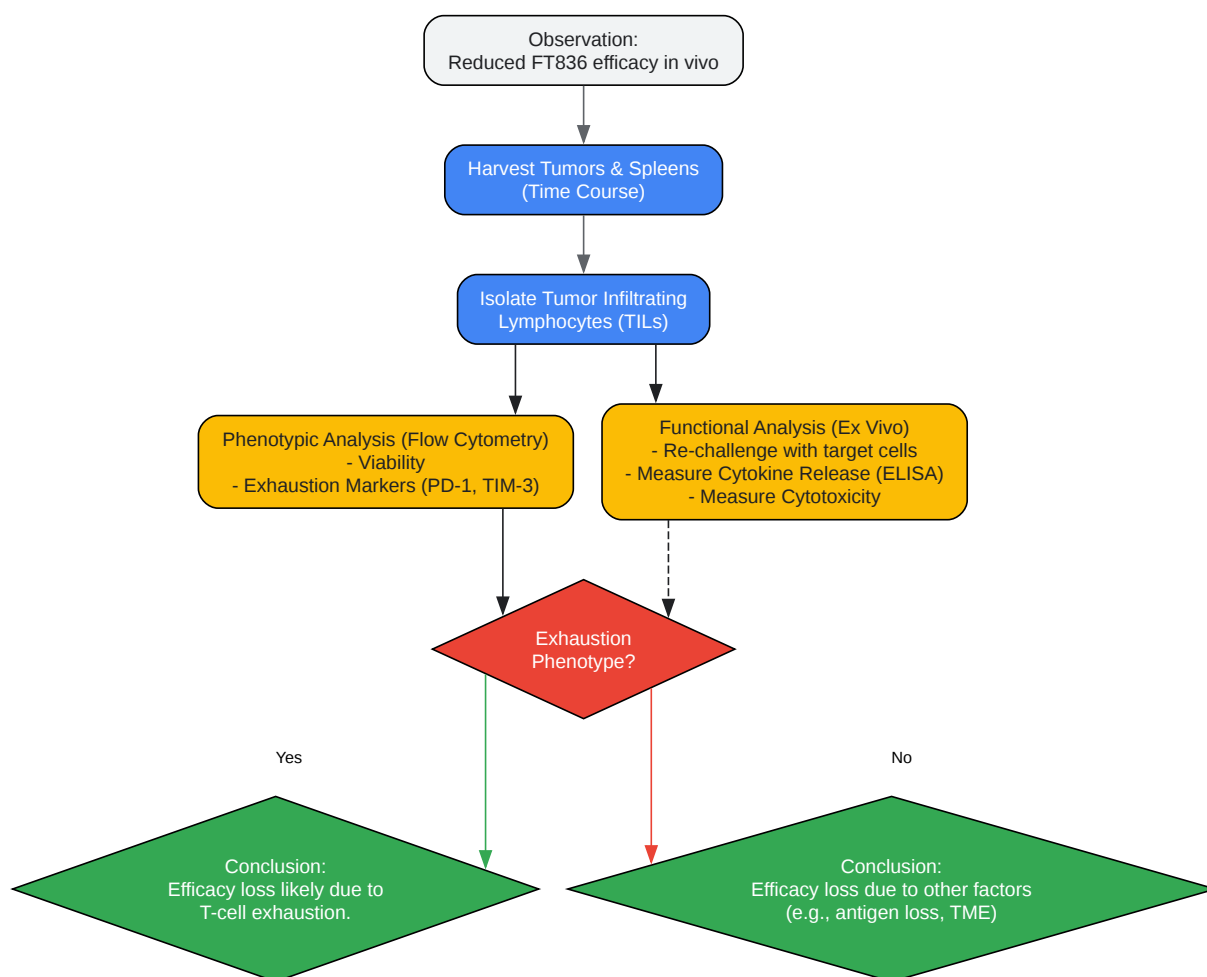 Observation:
Reduced FT836 efficacy in vivo
Harvest Tumors & Spleens
(Time Course)
Isolate Tumor Infiltrating
Lymphocytes (TILs)
Phenotypic Analysis (Flow Cytometry)
- Viability
- Exhaustion Markers (PD-1, TIM-3)
Functional Analysis (Ex Vivo)
- Re-challenge with target cells
- Measure Cytokine Release (ELISA)
- Measure Cytotoxicity
Exhaustion
Phenotype?
Yes
No
Conclusion:
Efficacy loss likely due to
T-cell exhaustion.
Conclusion:
Efficacy loss due to other factors
(e.g., antigen loss, TME)